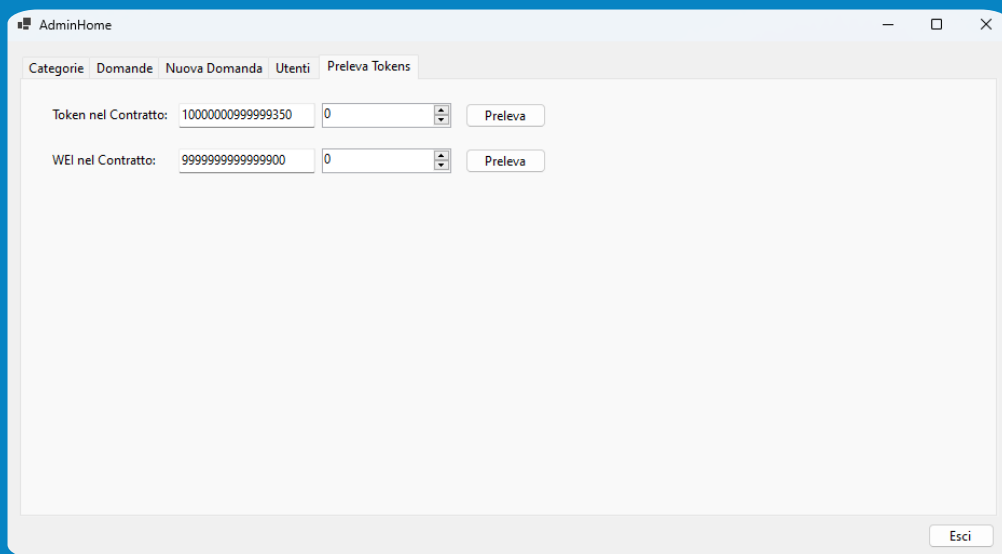 AdminHome
Categorie Domande Nuova Domanda Utenti Preleva Tokens
Token nel Contratto: 10000000999999350 0 Preleva
WEI nel Contratto: 9999999999999900 0 Preleva
Esci